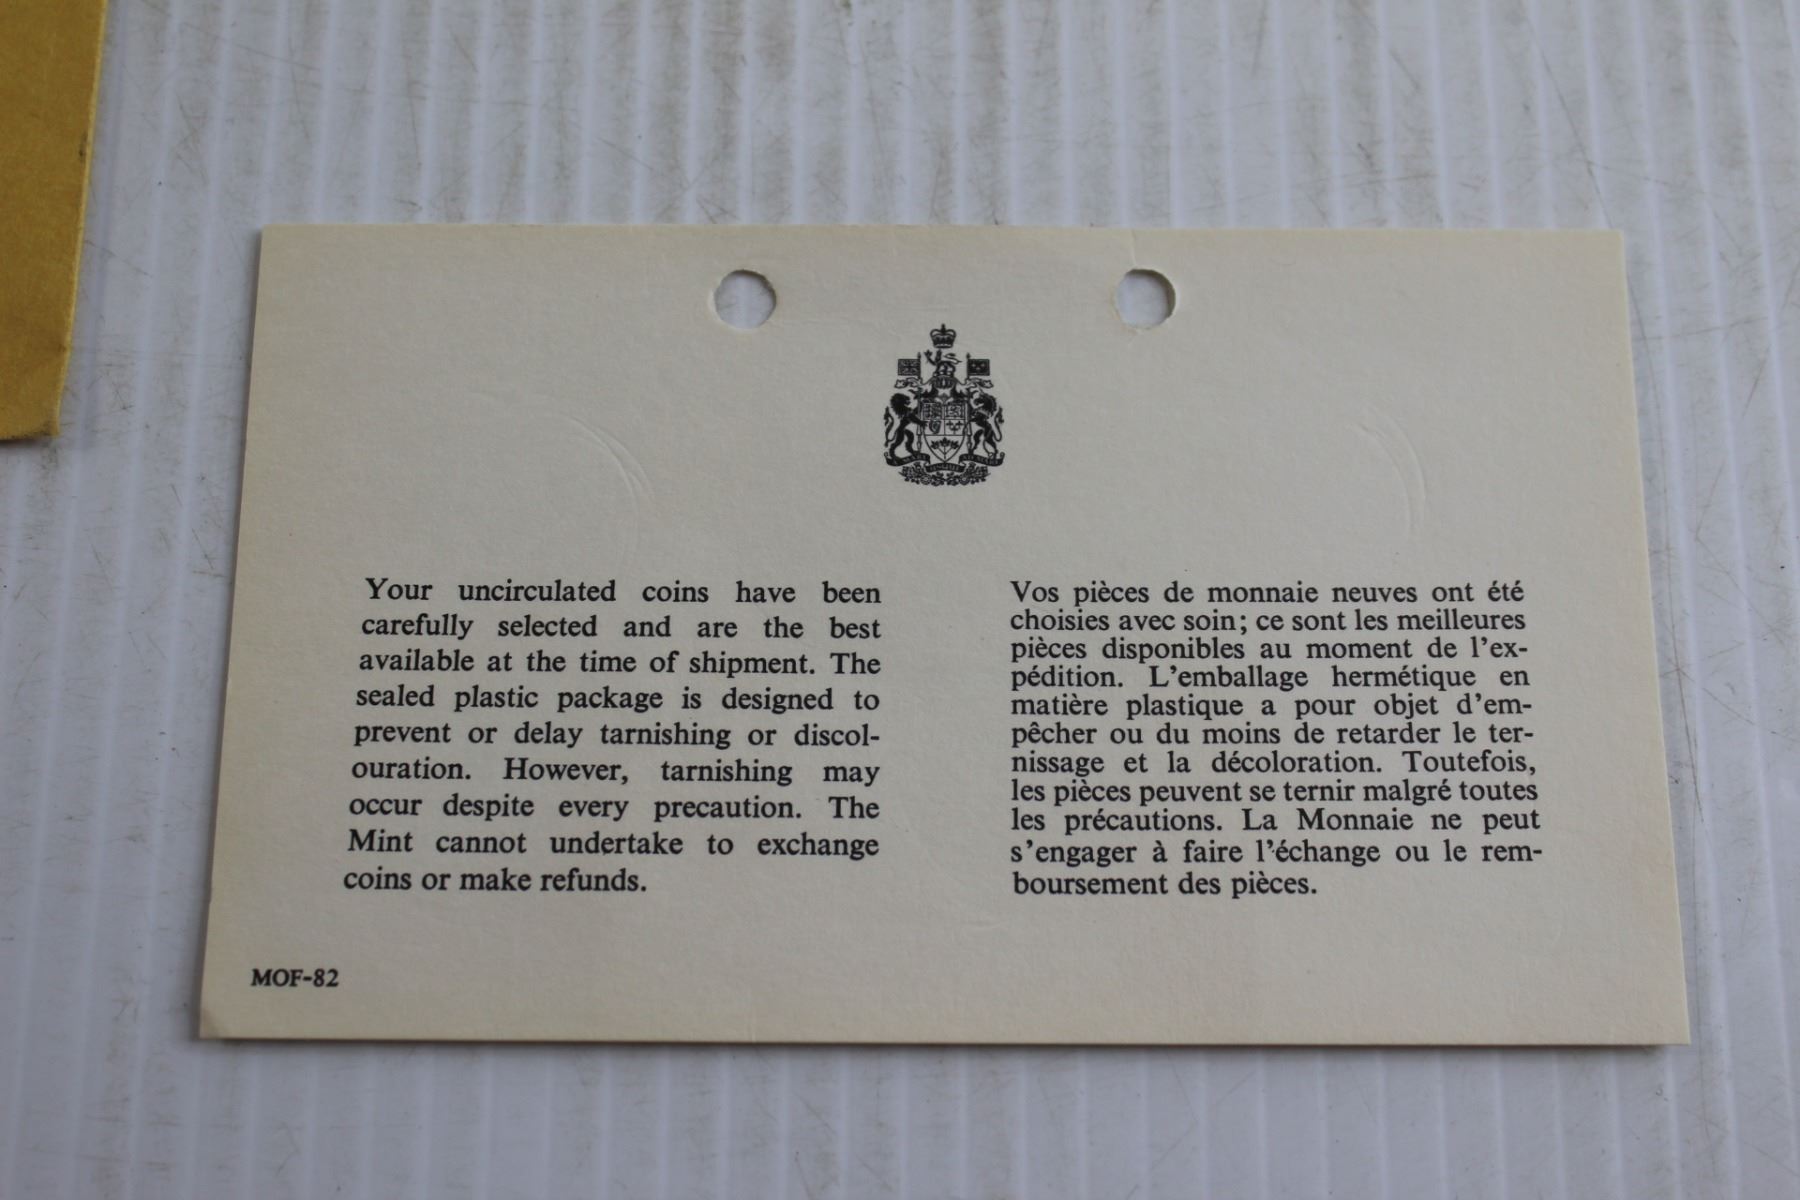 Your uncirculated coins have been
carefully selected and are the best
available at the time of shipment. The
sealed plastic package is designed to
prevent or delay tarnishing or discol-
ouration. However, tarnishing may
occur despite every precaution. The
Mint cannot undertake to exchange
coins or make refunds.
Vos pièces de monnaie neuves ont été
choisies avec soin; ce sont les meilleures
pièces disponibles au moment de l'ex-
pédition. L'emballage hermétique en
matière plastique a pour objet d'em-
pêcher ou du moins de retarder le ter-
nissage et la décoloration. Toutefois,
les pièces peuvent se ternir malgré toutes
les précautions. La Monnaie ne peut
s'engager à faire l'échange ou le rem-
boursement des pièces.
MOF-82